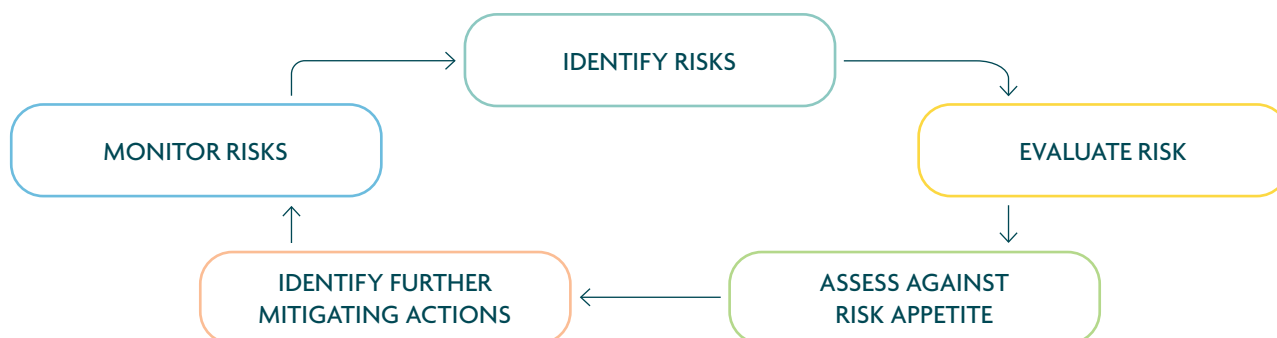 IDENTIFY RISKS
MONITOR RISKS
EVALUATE RISK
IDENTIFY FURTHER
MITIGATING ACTIONS
ASSESS AGAINST
RISK APPETITE